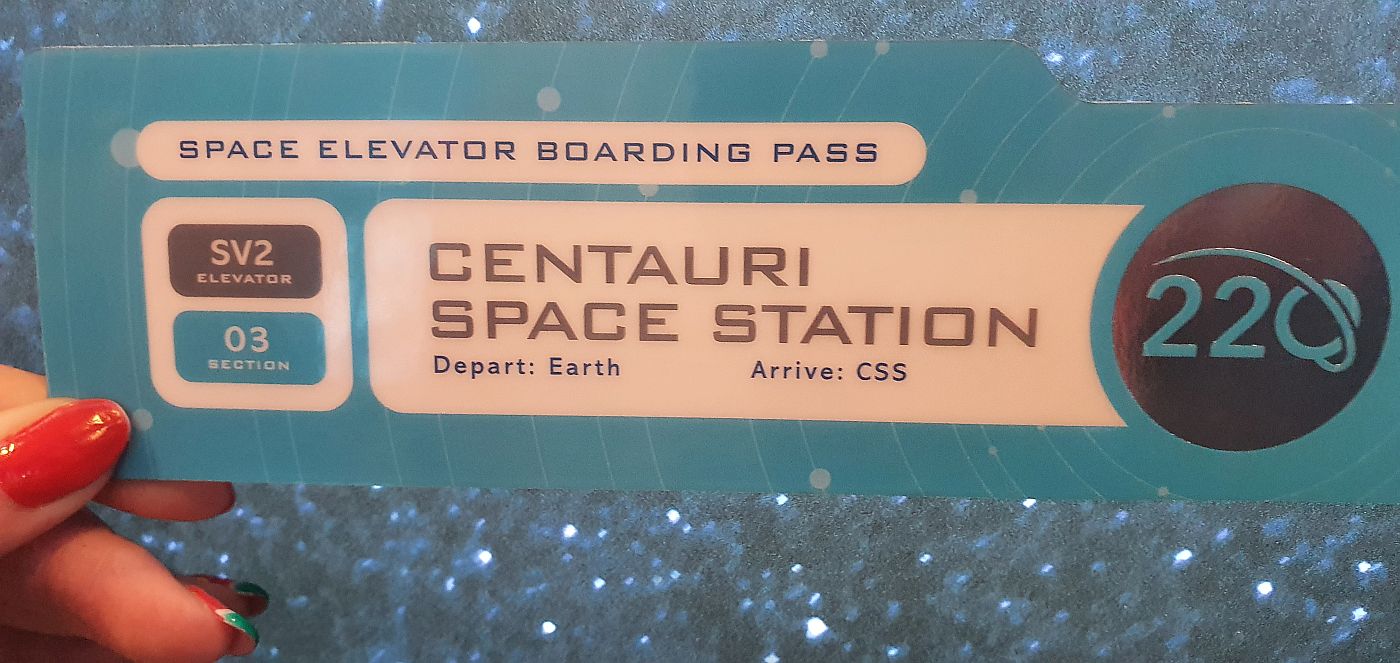 SPACE ELEVATOR BOARDING PASS
SV2
ELEVATOR
03
SECTION
CENTAURI
SPACE STATION
Depart: Earth Arrive: CSS
220